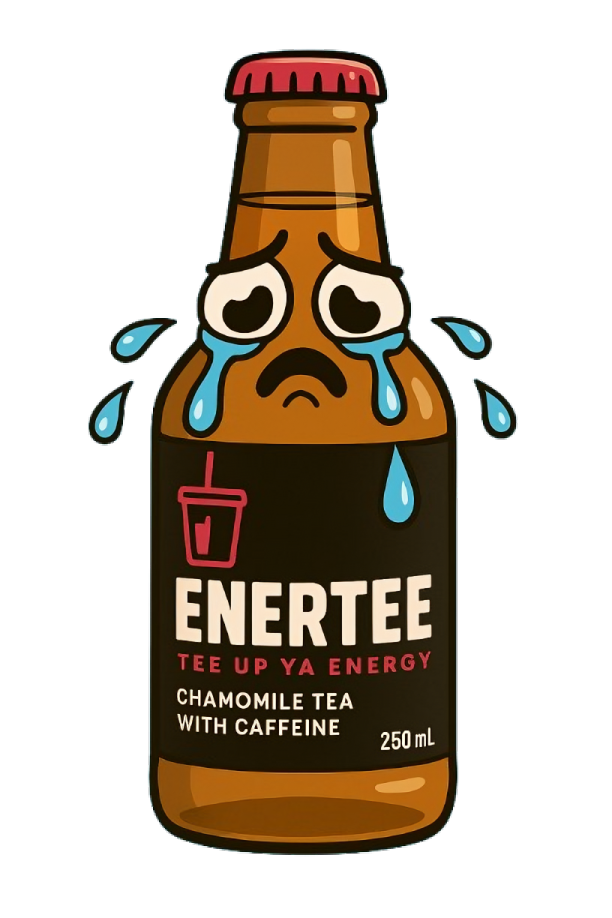 ENERTEE
TEE UP YA ENERGY
CHAMOMILE TEA
WITH CAFFEINE
250 mL